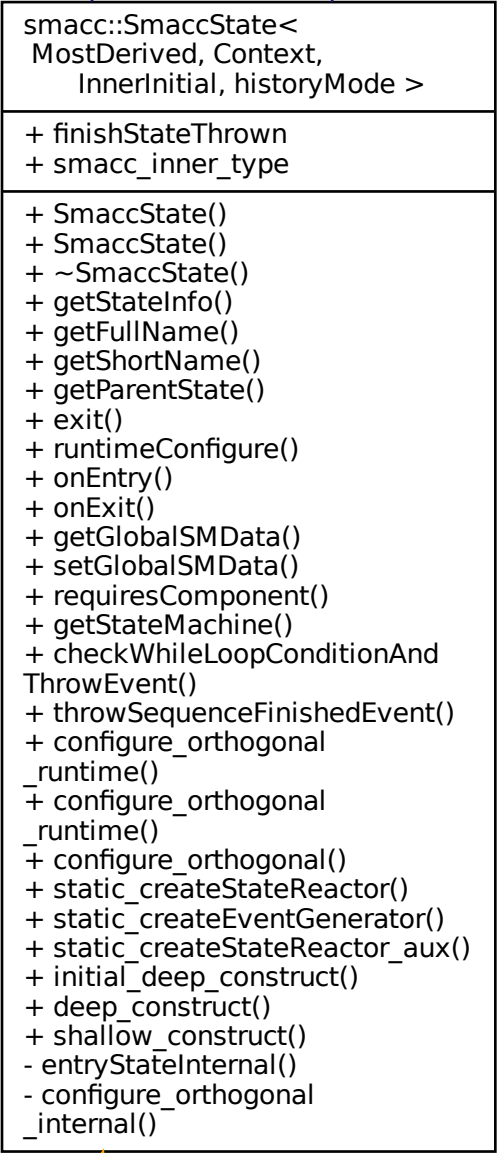 smacc::SmaccState<
MostDerived, Context,
InnerInitial, historyMode >
+ finishStateThrown
+ smacc_inner_type
+ SmaccState()
+ SmaccState()
+ ~SmaccState()
+ getStateInfo()
+ getFullName()
+ getShortName()
+ getParentState()
+ exit()
+ runtimeConfigure()
+ onEntry()
+ onExit()
+ getGlobalSMData()
+ setGlobalSMData()
+ requiresComponent()
+ getStateMachine()
+ checkWhileLoopConditionAnd
ThrowEvent()
+ throwSequenceFinishedEvent()
+ configure_orthogonal
_runtime()
+ configure_orthogonal
_runtime()
+ configure_orthogonal()
+ static_createStateReactor()
+ static_createEventGenerator()
+ static_createStateReactor_aux()
+ initial_deep_construct()
+ deep_construct()
+ shallow_construct()
- entryStateInternal()
- configure_orthogonal
_internal()